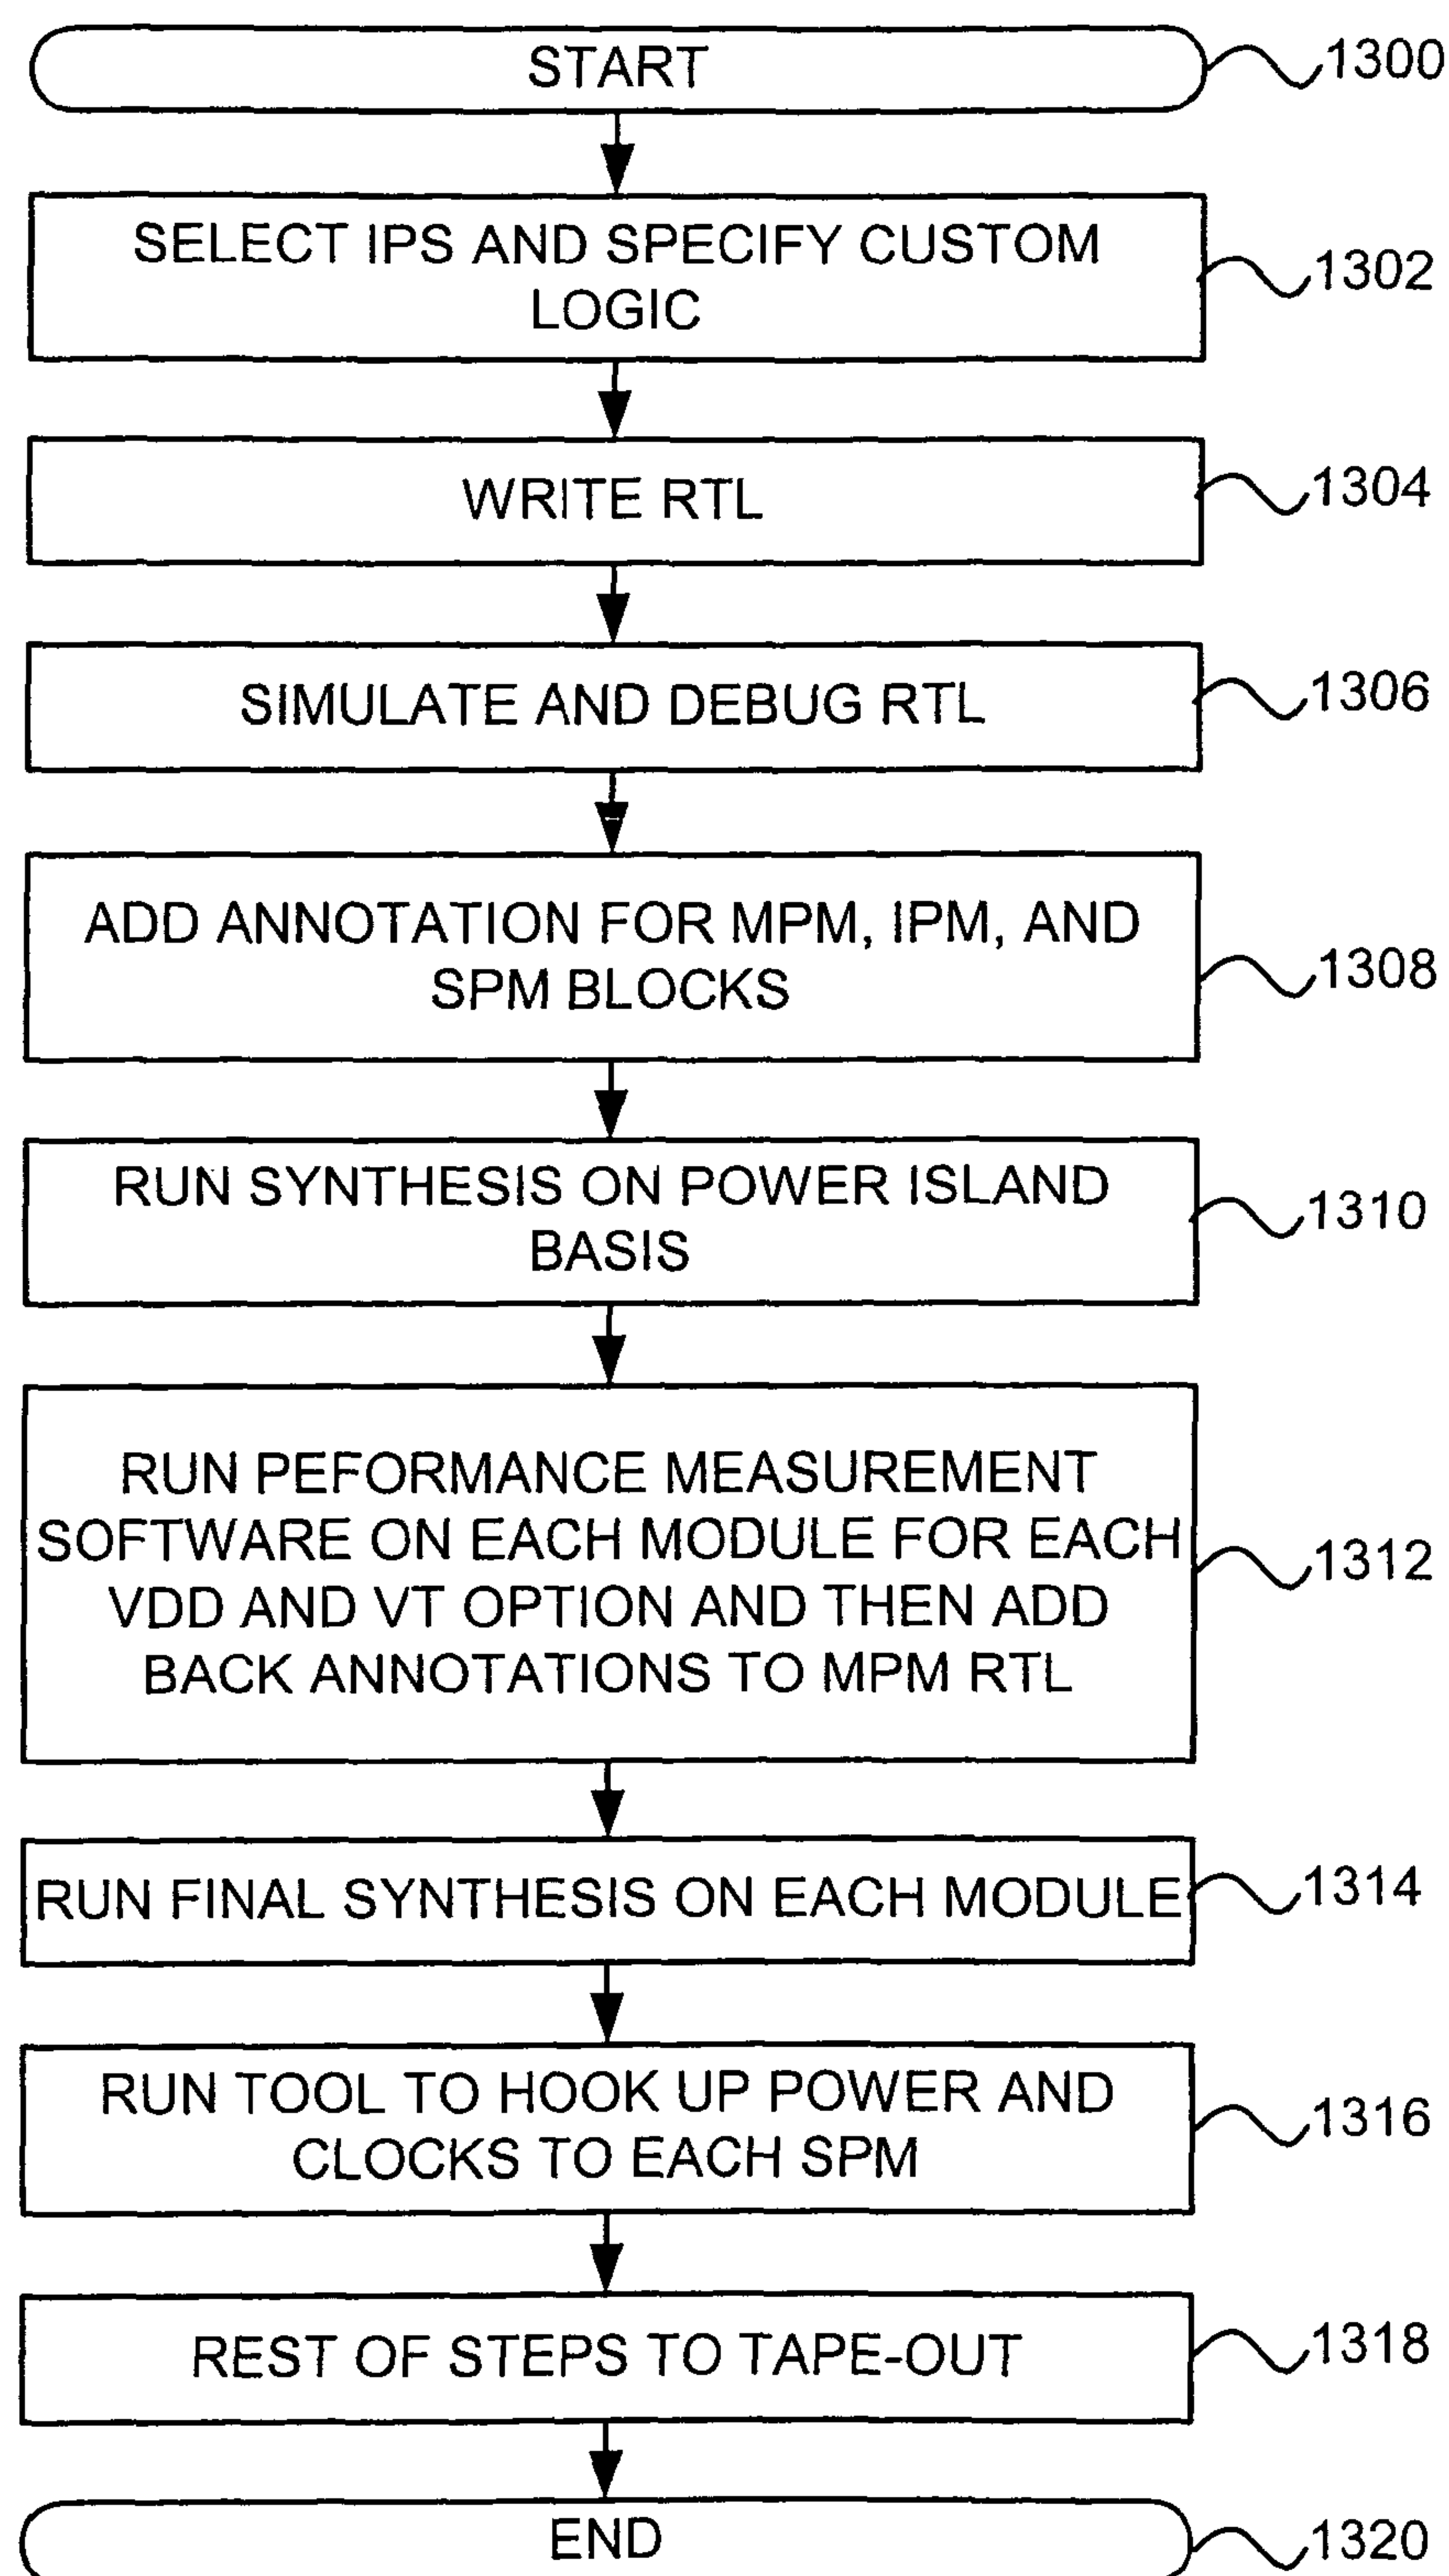 START
1300
SELECT IPS AND SPECIFY CUSTOM
LOGIC
1302
WRITE RTL
1304
SIMULATE AND DEBUG RTL
1306
ADD ANNOTATION FOR MPM, IPM, AND
SPM BLOCKS
1308
RUN SYNTHESIS ON POWER ISLAND
BASIS
1310
RUN PEFORMANCE MEASUREMENT
SOFTWARE ON EACH MODULE FOR EACH
VDD AND VT OPTION AND THEN ADD
BACK ANNOTATIONS TO MPM RTL
1312
RUN FINAL SYNTHESIS ON EACH MODULE
1314
RUN TOOL TO HOOK UP POWER AND
CLOCKS TO EACH SPM
1316
REST OF STEPS TO TAPE-OUT
1318
END
1320